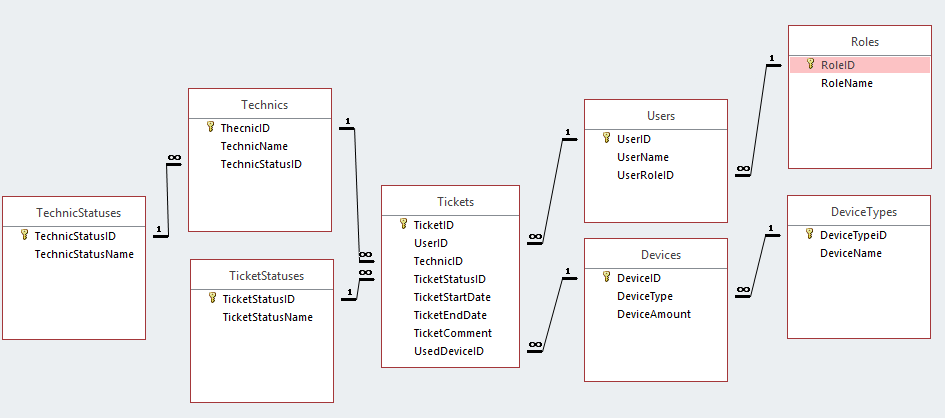 Roles
RoleID
RoleName
1
Technics
ThecnicID
TechnicName
TechnicStatusID
1
∞
Users
UserID
UserName
UserRoleID
1
∞
TechnicStatuses
TechnicStatusID
TechnicStatusName
1
Tickets
TicketID
UserID
TechnicID
TicketStatusID
TicketStartDate
TicketEndDate
TicketComment
UsedDeviceID
∞
∞
∞
∞
DeviceTypes
DeviceTypeiD
DeviceName
1
TicketStatuses
TicketStatusID
TicketStatusName
1
Devices
DeviceID
DeviceType
DeviceAmount
1
∞